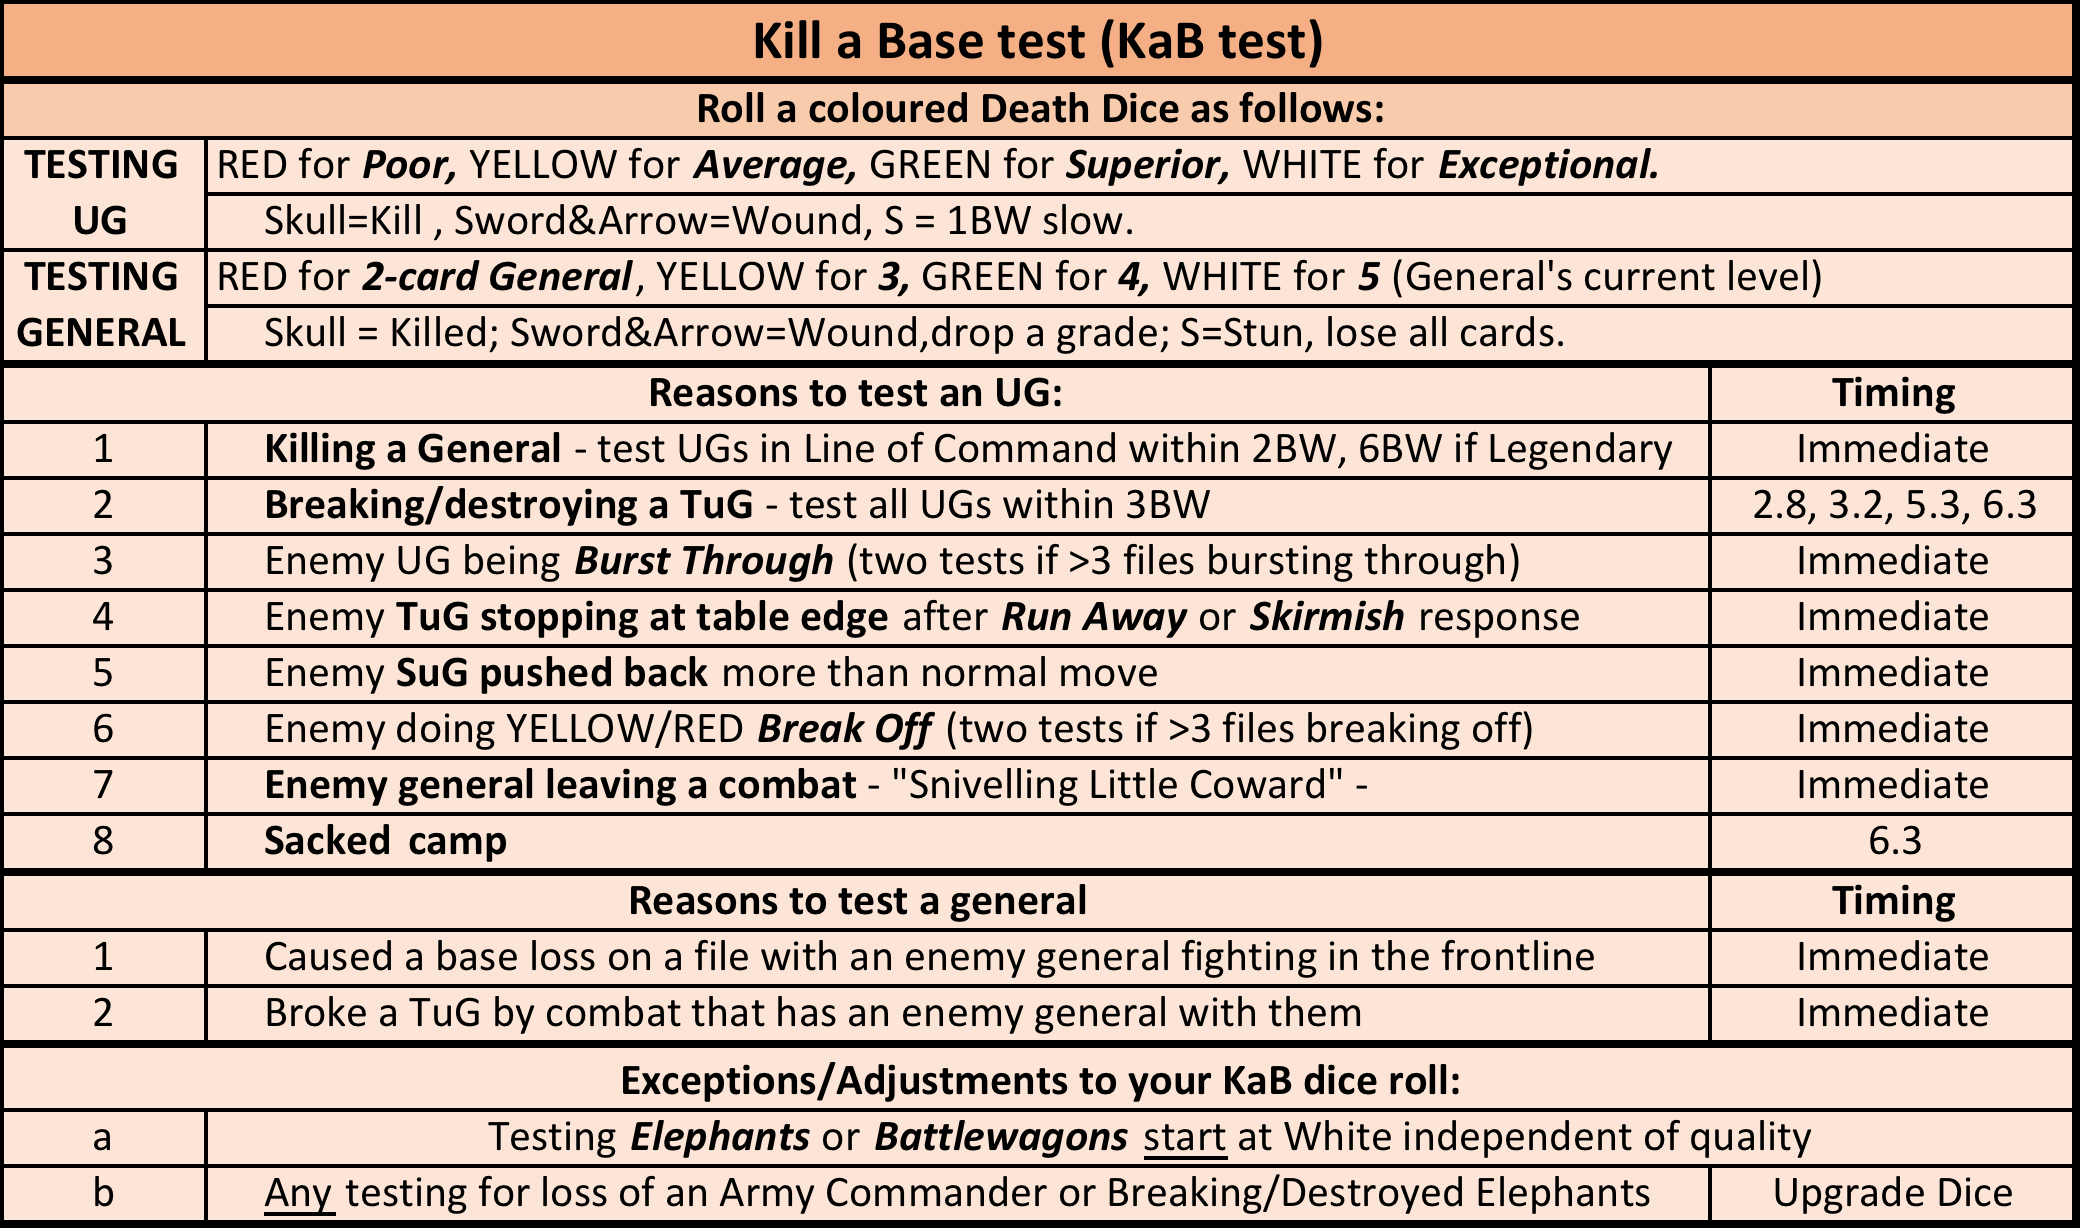 Kill a Base test (KaB test)
Roll a coloured Death Dice as follows:
TESTING UG
RED for Poor, YELLOW for Average, GREEN for Superior, WHITE for Exceptional.
Skull=Kill , Sword&Arrow=Wound, S = 1BW slow.
TESTING GENERAL
RED for 2-card General, YELLOW for 3, GREEN for 4, WHITE for 5 (General's current level)
Skull = Killed; Sword&Arrow=Wound,drop a grade; S=Stun, lose all cards.
Reasons to test an UG: Timing
1 Killing a General - test UGs in Line of Command within 2BW, 6BW if Legendary Immediate
2 Breaking/destroying a TuG - test all UGs within 3BW 2.8, 3.2, 5.3, 6.3
3 Enemy UG being Burst Through (two tests if >3 files bursting through) Immediate
4 Enemy TuG stopping at table edge after Run Away or Skirmish response Immediate
5 Enemy SuG pushed back more than normal move Immediate
6 Enemy doing YELLOW/RED Break Off (two tests if >3 files breaking off) Immediate
7 Enemy general leaving a combat - "Snivelling Little Coward" - Immediate
8 Sacked camp 6.3
Reasons to test a general Timing
1 Caused a base loss on a file with an enemy general fighting in the frontline Immediate
2 Broke a TuG by combat that has an enemy general with them Immediate
Exceptions/Adjustments to your KaB dice roll:
a Testing Elephants or Battlewagons start at White independent of quality
b Any testing for loss of an Army Commander or Breaking/Destroyed Elephants Upgrade Dice